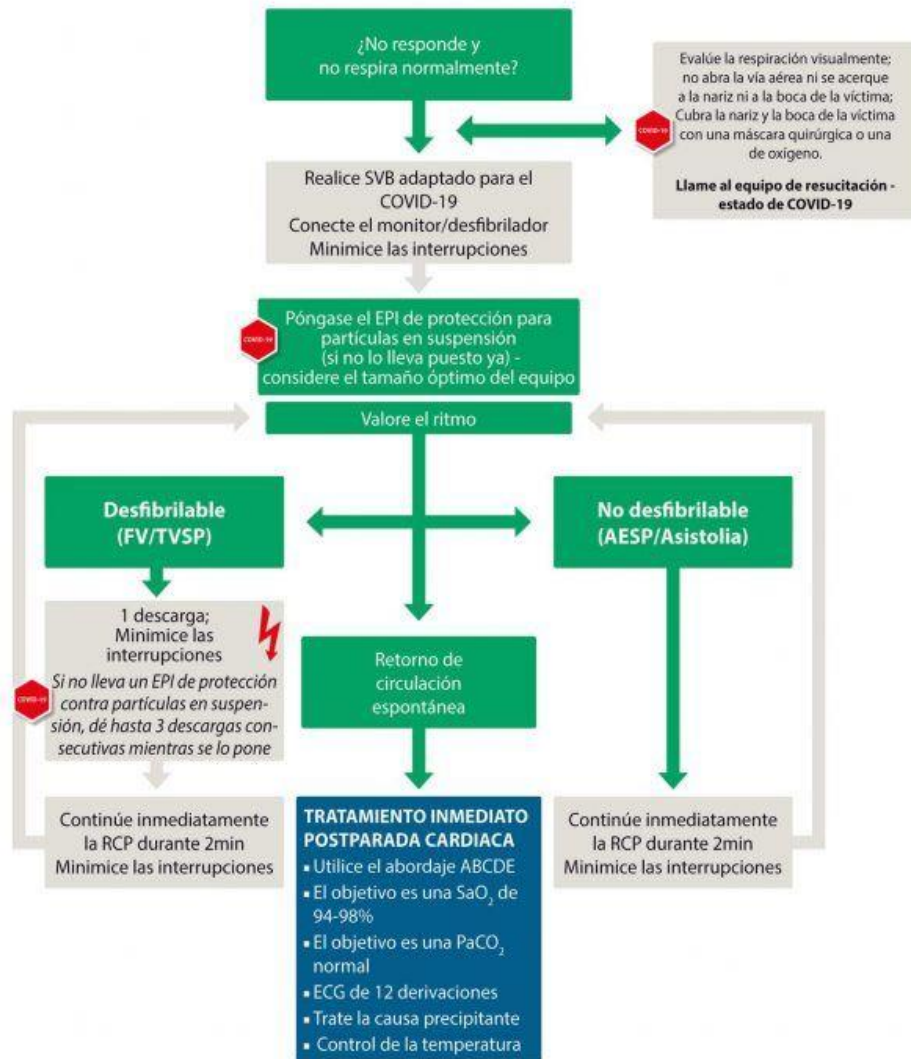 ¿No responde y
no respira normalmente?
Evalúe la respiración visualmente;
no abra la vía aérea ni se acerque
a la nariz ni a la boca de la víctima;
Cubra la nariz y la boca de la víctima
con una máscara quirúrgica o una
de oxígeno.
Llame al equipo de resucitación -
estado de COVID-19
COVID-19
Realice SVB adaptado para el
COVID-19
Conecte el monitor/desfibrilador
Minimice las interrupciones
COVID-19
Póngase el EPI de protección para
partículas en suspensión
(si no lo lleva puesto ya) -
considere el tamaño óptimo del equipo
Valore el ritmo
Desfibrilable
(FV/TVSP)
No desfibrilable
(AESP/Asistolia)
1 descarga;
Minimice las
interrupciones
COVID-19
Si no lleva un EPI de protección
contra partículas en suspen-
sión, dé hasta 3 descargas con-
secutivas mientras se lo pone
Retorno de
circulación
espontánea
Continúe inmediatamente
la RCP durante 2min
Minimice las interrupciones
TRATAMIENTO INMEDIATO
POSTPARADA CARDIACA
▪ Utilice el abordaje ABCDE
▪ El objetivo es una SaO₂ de
94-98%
▪ El objetivo es una PaCO₂
normal
▪ ECG de 12 derivaciones
▪ Trate la causa precipitante
▪ Control de la temperatura
Continúe inmediatamente
la RCP durante 2min
Minimice las interrupciones